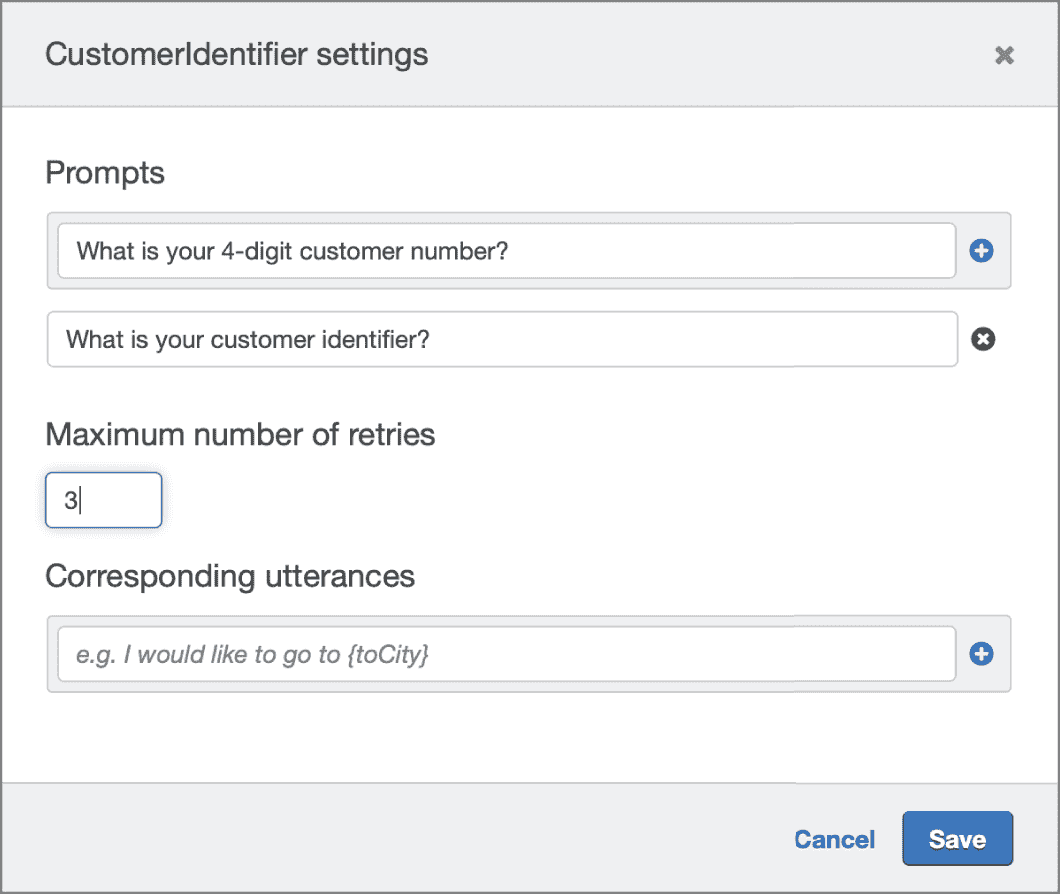 CustomerIdentifier settings
Prompts
What is your 4-digit customer number?
What is your customer identifier?
Maximum number of retries
3
Corresponding utterances
e.g. I would like to go to {toCity}
Cancel
Save